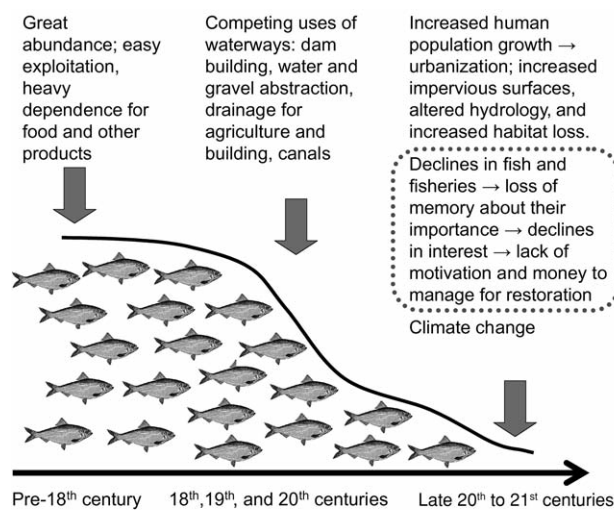 Great
abundance; easy
exploitation,
heavy
dependence for
food and other
products
Competing uses of
waterways: dam
building, water and
gravel abstraction,
drainage for
agriculture and
building, canals
Increased human
population growth →
urbanization; increased
impervious surfaces,
altered hydrology, and
increased habitat loss.
Declines in fish and
fisheries → loss of
memory about their
importance → declines
in interest → lack of
motivation and money to
manage for restoration
Climate change
Pre-18th century
18th,19th, and 20th centuries
Late 20th to 21st centuries